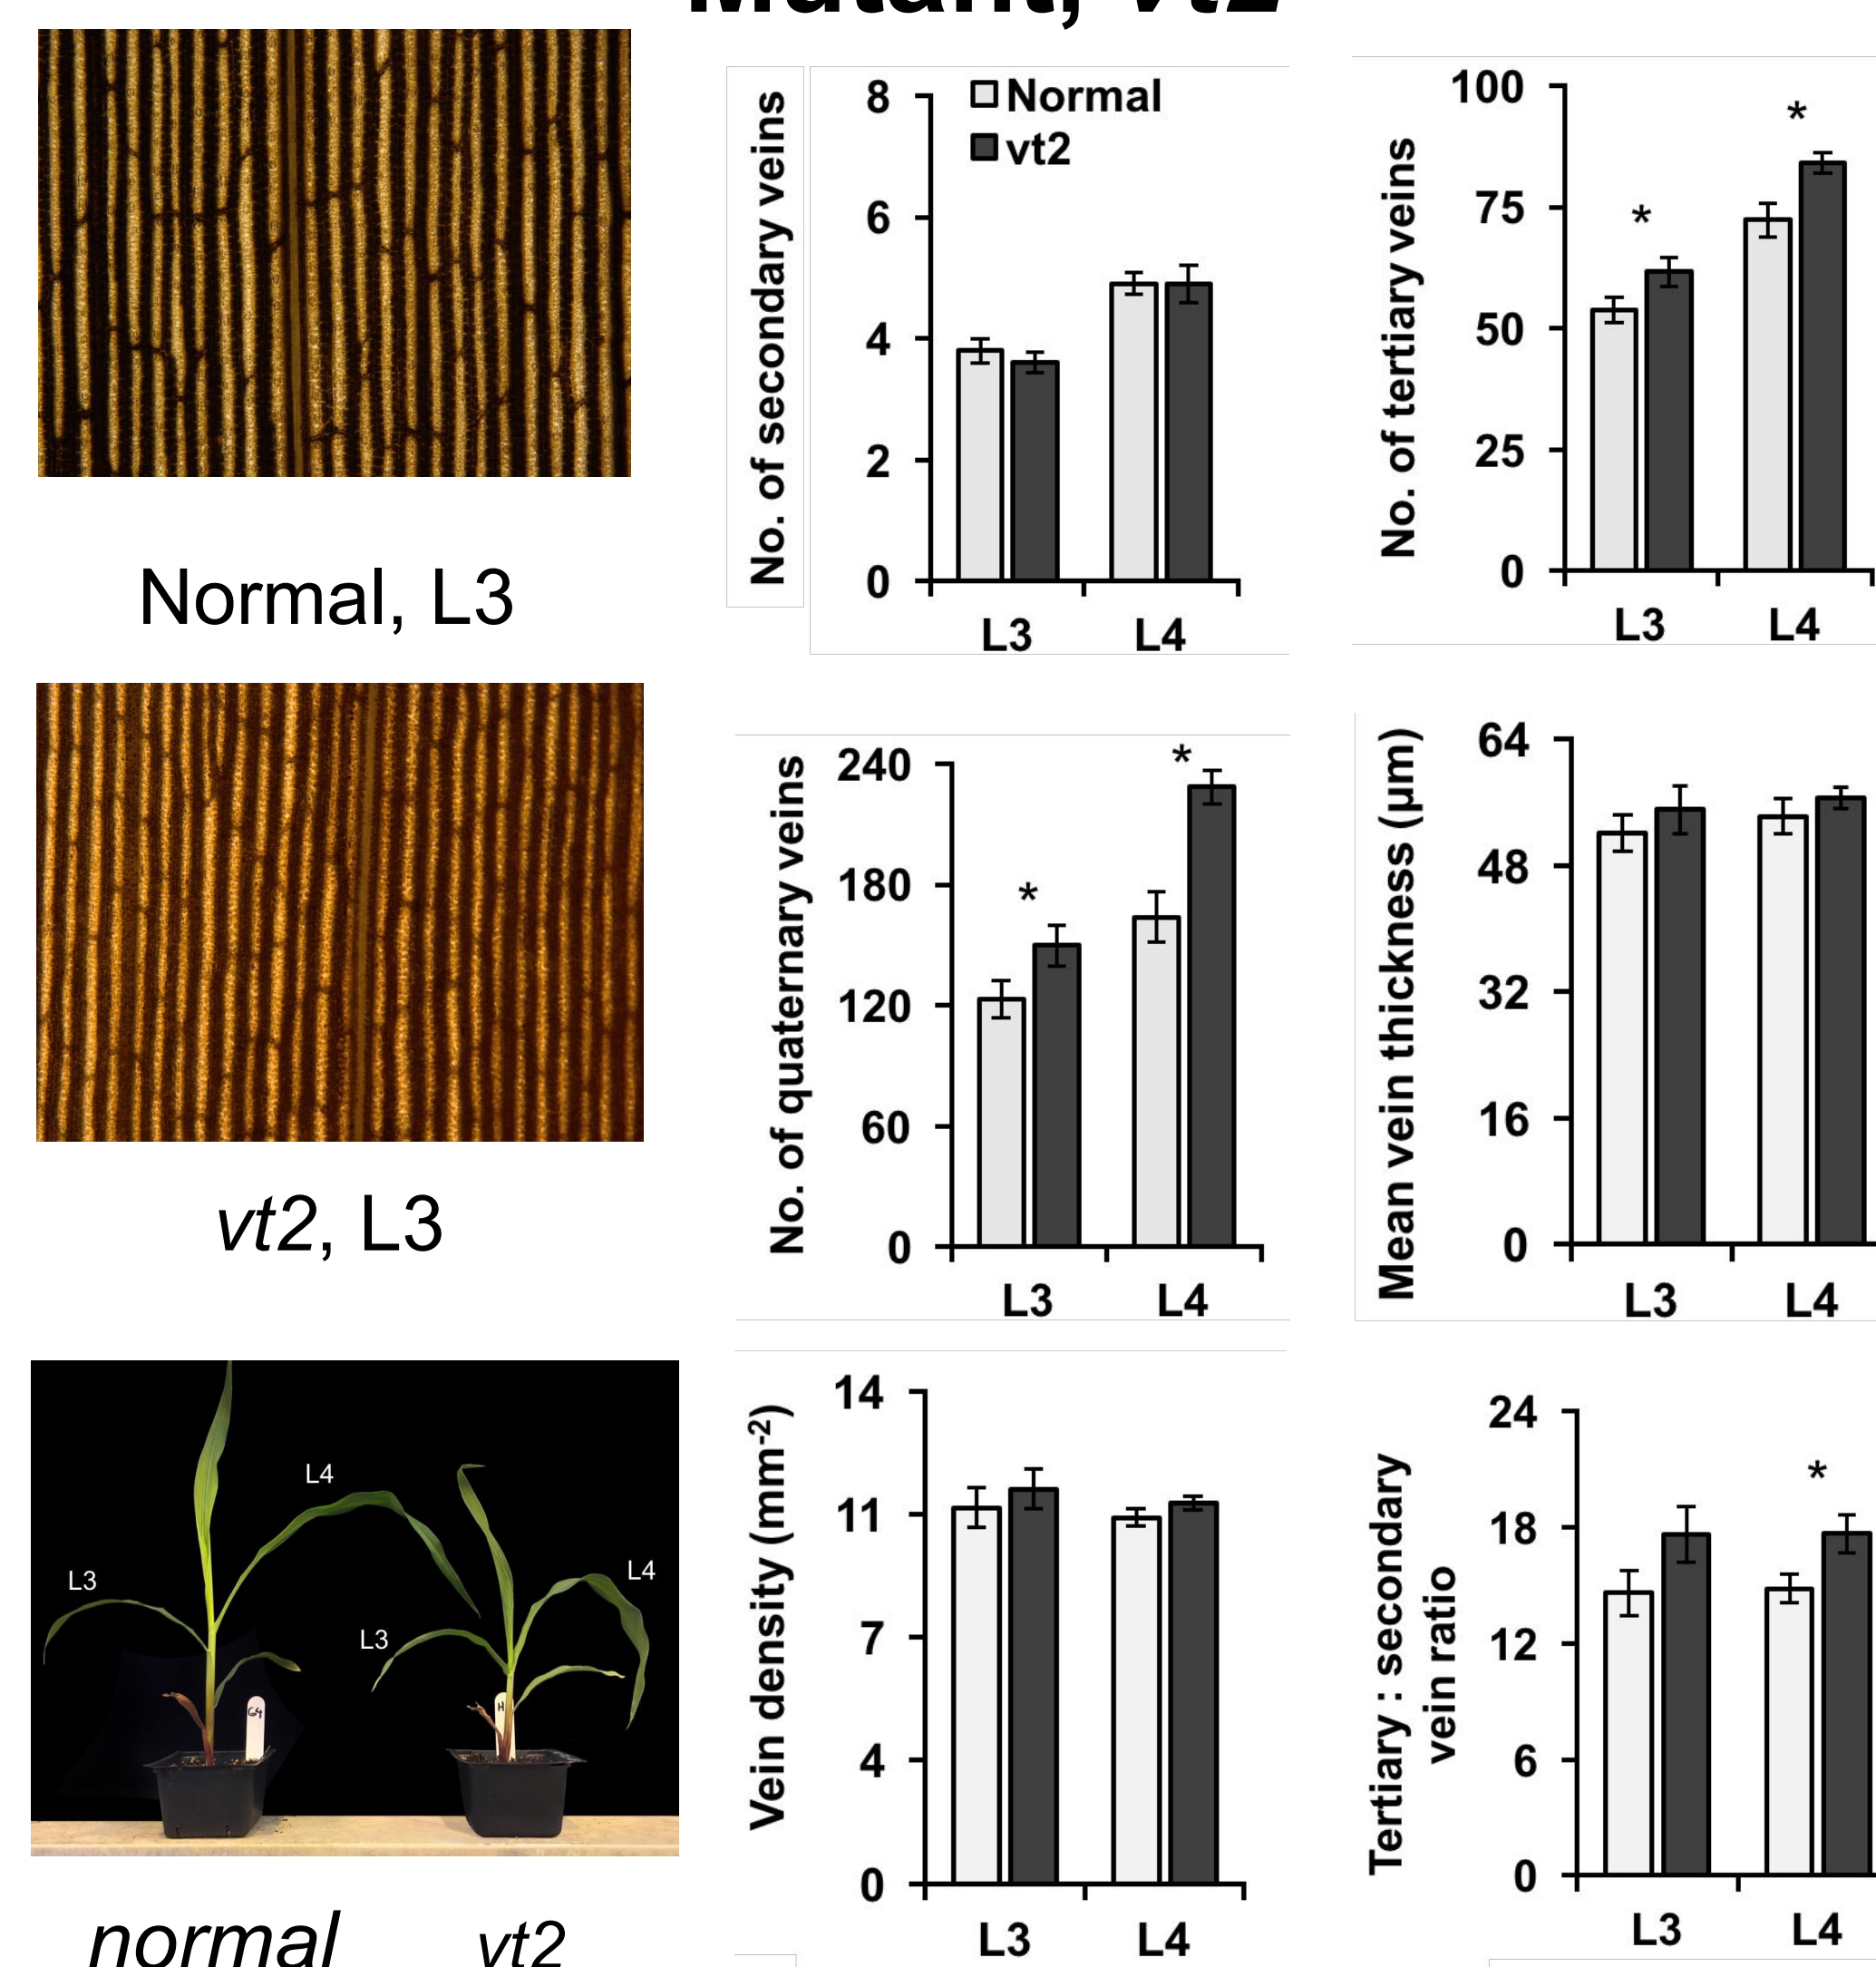 Mutant, vt2
Normal, L3
No. of secondary veins
8
6
4
2
0
Normal
vt2
L3
L4
No. of tertiary veins
100
75
50
25
0
*
*
L3
L4
vt2, L3
No. of quaternary veins
240
180
120
60
0
*
*
L3
L4
Mean vein thickness (µm)
64
48
32
16
0
L3
L4
L3
L4
L3
L4
G4
H
normal
vt2
Vein density (mm-2)
14
11
7
4
0
L3
L4
Tertiary : secondary
vein ratio
24
18
12
6
0
*
L3
L4